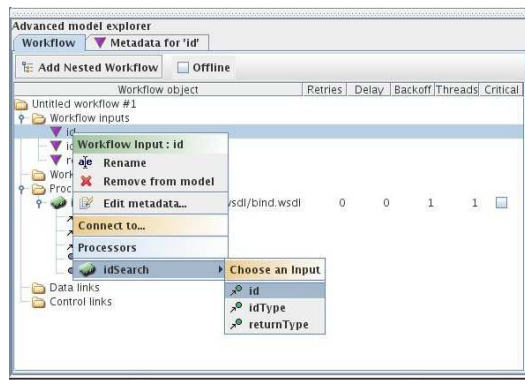 Advanced model explorer
Workflow Metadata for 'id'
Add Nested Workflow Offline
Workflow object Retries Delay Backoff Threads Critical
Untitled workflow #1
Workflow inputs
id
Workflow Input : id
Rename
Remove from model
Edit metadata... wsdl/bind.wsdl 0 0 1 1
Connect to...
Processors
idSearch Choose an Input
Data links id
Control links idType
returnType